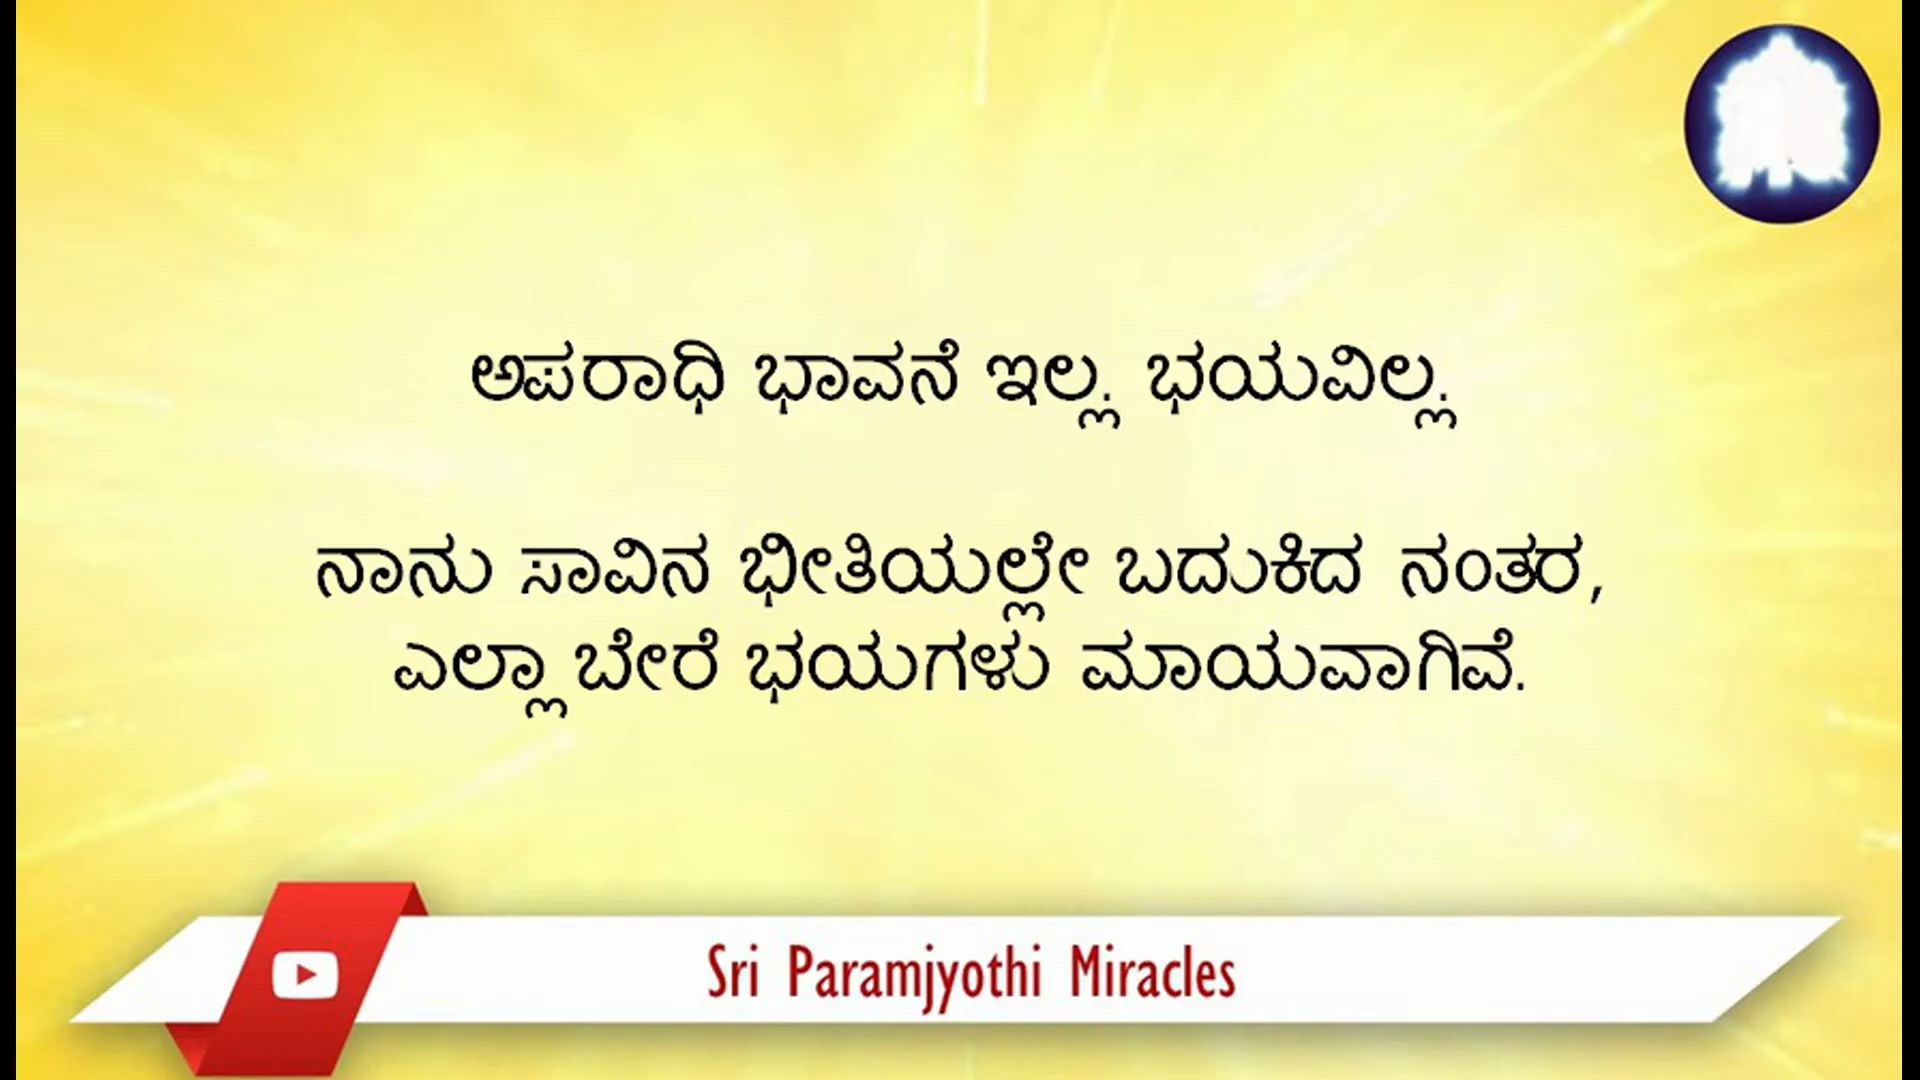 ಅಪರಾಧಿ ಭಾವನೆ ಇಲ್ಲ. ಭಯವಿಲ್ಲ.
ನಾನು ಸಾವಿನ ಭೀತಿಯಲ್ಲೇ ಬದುಕಿದ ನಂತರ,
ಎಲ್ಲಾ ಬೇರೆ ಭಯಗಳು ಮಾಯವಾಗಿವೆ.
Sri Paramjyothi Miracles